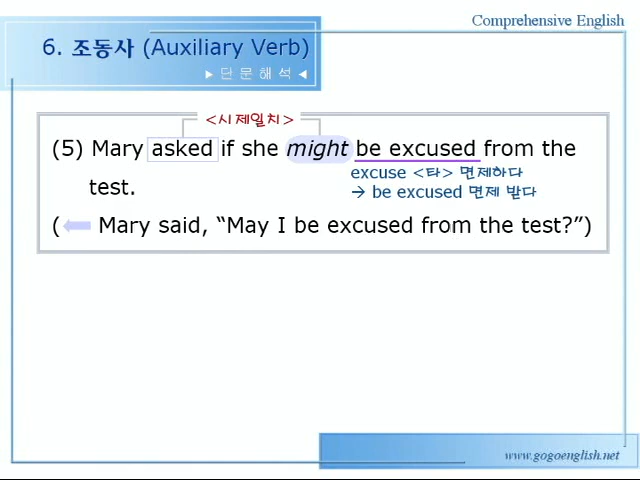 Comprehensive English
6. 조동사 (Auxiliary Verb)
▶ 단 문 해 석 ◀
<시제일치>
(5) Mary asked if she might be excused from the
excuse <타> 면제하다
test.
→ be excused 면제 받다
( Mary said, “May I be excused from the test?”)
www.gogoenglish.net